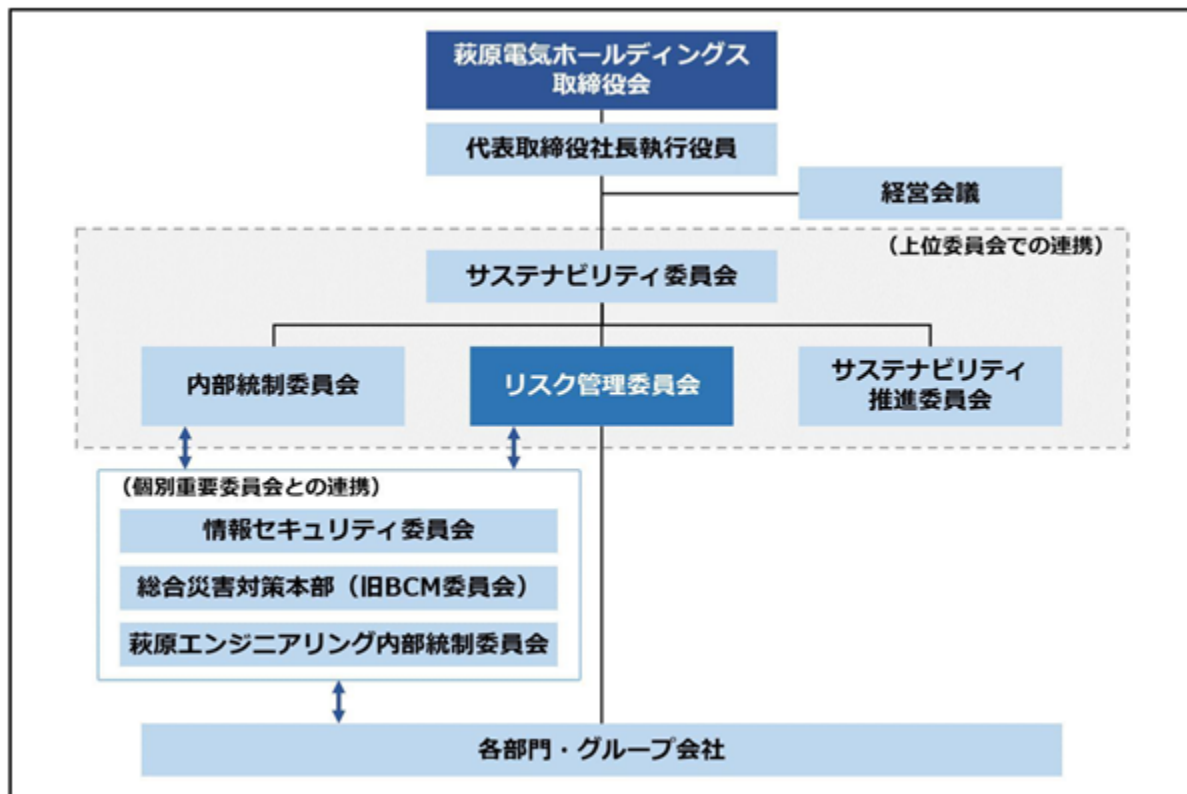 萩原電気ホールディングス
取締役会
代表取締役社長執行役員
経営会議
（上位委員会での連携）
サステナビリティ委員会
内部統制委員会
リスク管理委員会
サステナビリティ
推進委員会
（個別重要委員会との連携）
情報セキュリティ委員会
総合災害対策本部（旧BCM委員会）
萩原エンジニアリング内部統制委員会
各部門・グループ会社